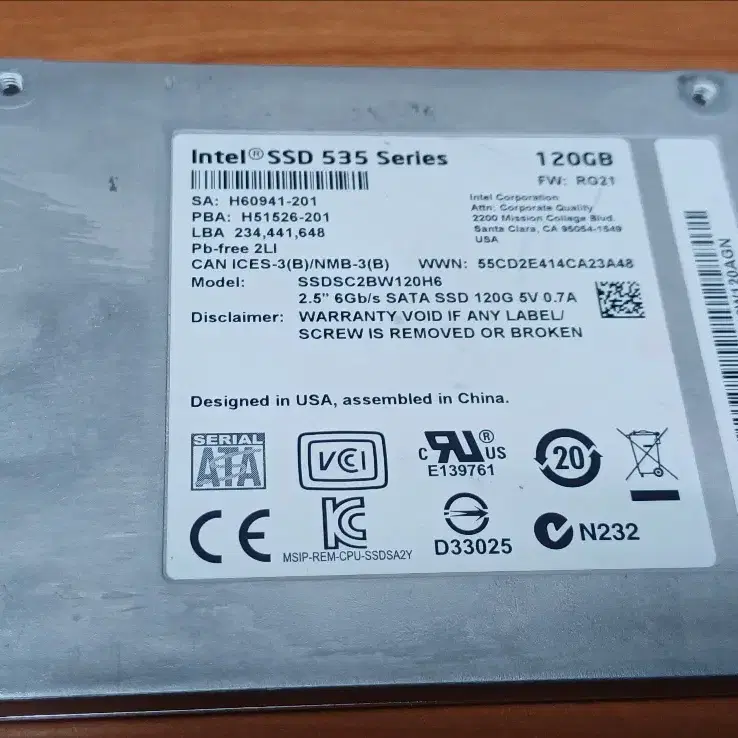 Intel® SSD 535 Series
120GB
FW: RG21
SA: H60941-201
PBA: H51526-201
LBA 234,441,648
Pb-free 2LI
CAN ICES-3(B)/NMB-3(B)
WWN: 55CD2E414CA23A48
Intel Corporation
Attn: Corporate Quality
2200 Mission College Blvd.
Santa Clara, CA 95054-1549
USA
Model: SSDSC2BW120H6
2.5" 6Gb/s SATA SSD 120G 5V 0.7A
Disclaimer: WARRANTY VOID IF ANY LABEL/
SCREW IS REMOVED OR BROKEN
Designed in USA, assembled in China.
SERIAL
ATA
VCI
c RU® US
E139761
20
CE
KC
MSIP-REM-CPU-SSDSA2Y
D33025
N232
120AGN